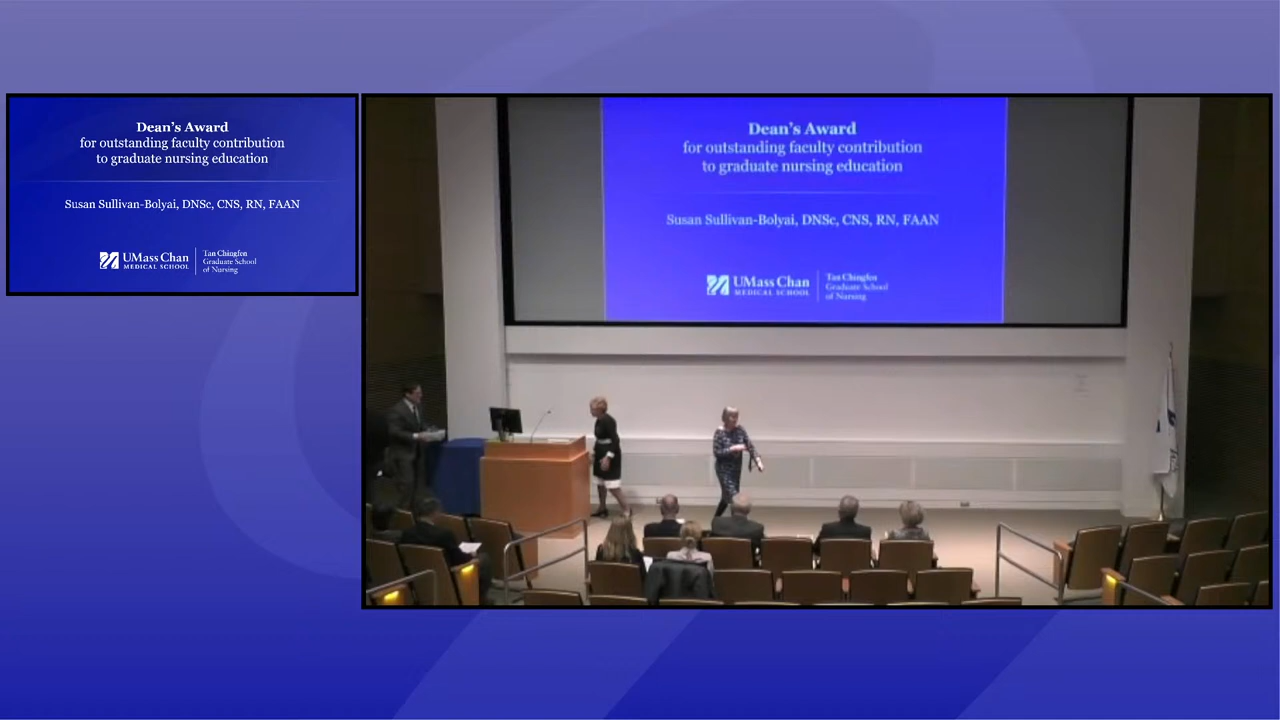 Dean's Award
for outstanding faculty contribution
to graduate nursing education
Susan Sullivan-Bolyai, DNSc, CNS, RN, FAAN
UMass Chan
MEDICAL SCHOOL
Tan Chingfen
Graduate School
of Nursing
Dean's Award
for outstanding faculty contribution
to graduate nursing education
Susan Sullivan-Bolyai, DNSc, CNS, RN, FAAN
UMass Chan
MEDICAL SCHOOL
Tan Chingfen
Graduate School
of Nursing